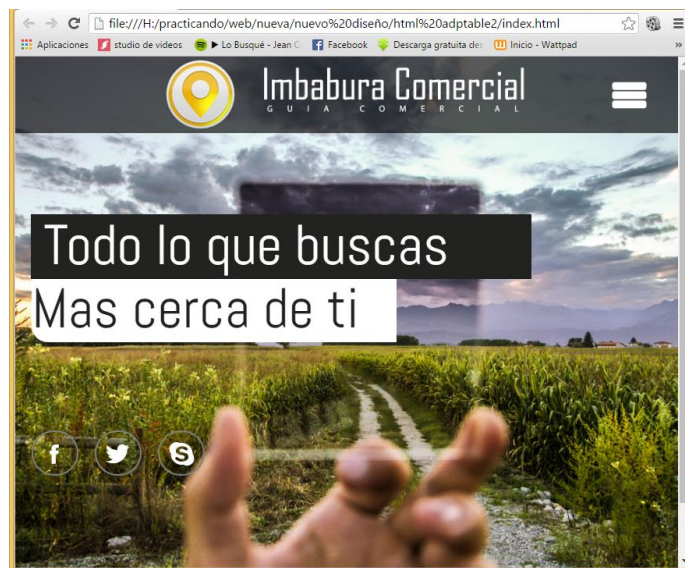 file:///H:/practicando/web/nueva/nuevo%20diseño/html%20adptable2/index.html
Aplicaciones studio de videos ▶ Lo Busqué - Jean C Facebook Descarga gratuita de: Inicio - Wattpad »
Imbabura Comercial
GUIA COMERCIAL
Todo lo que buscas
Mas cerca de ti